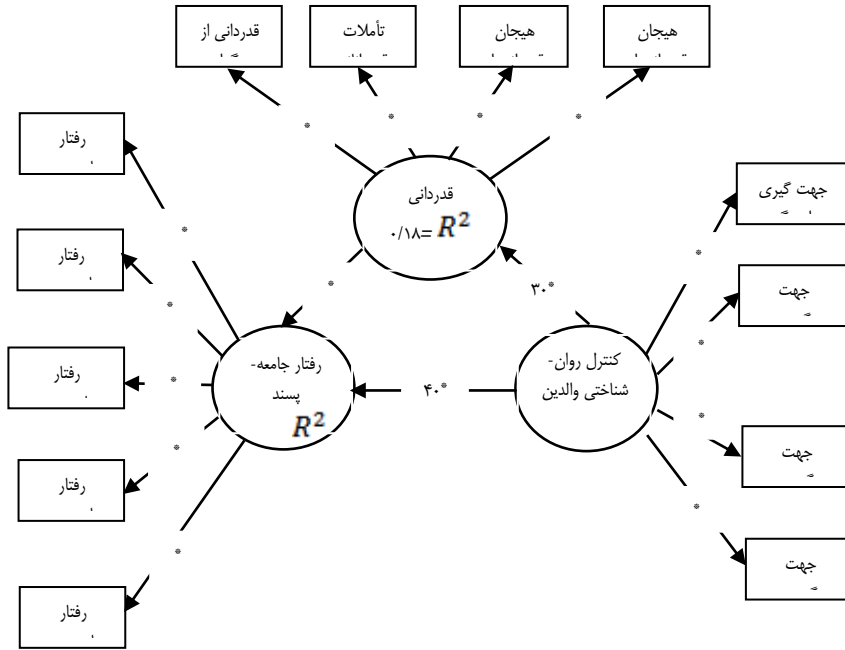 قدردانی از
تأملات
هیجان
هیجان
رفتار
جهت گیری
قدردانی
۰/۱۸= R²
رفتار
۳۰*
جهت
رفتار جامعه-
پسند
R²
کنترل روان-
شناختی والدین
رفتار
۴۰*
جهت
رفتار
جهت
رفتار